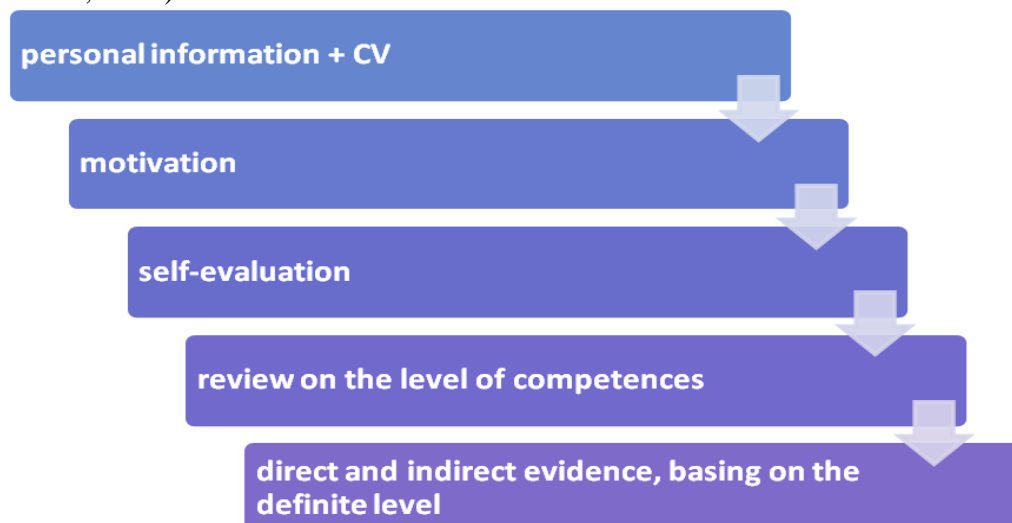 personal information + CV
motivation
self-evaluation
review on the level of competences
direct and indirect evidence, basing on the
definite level